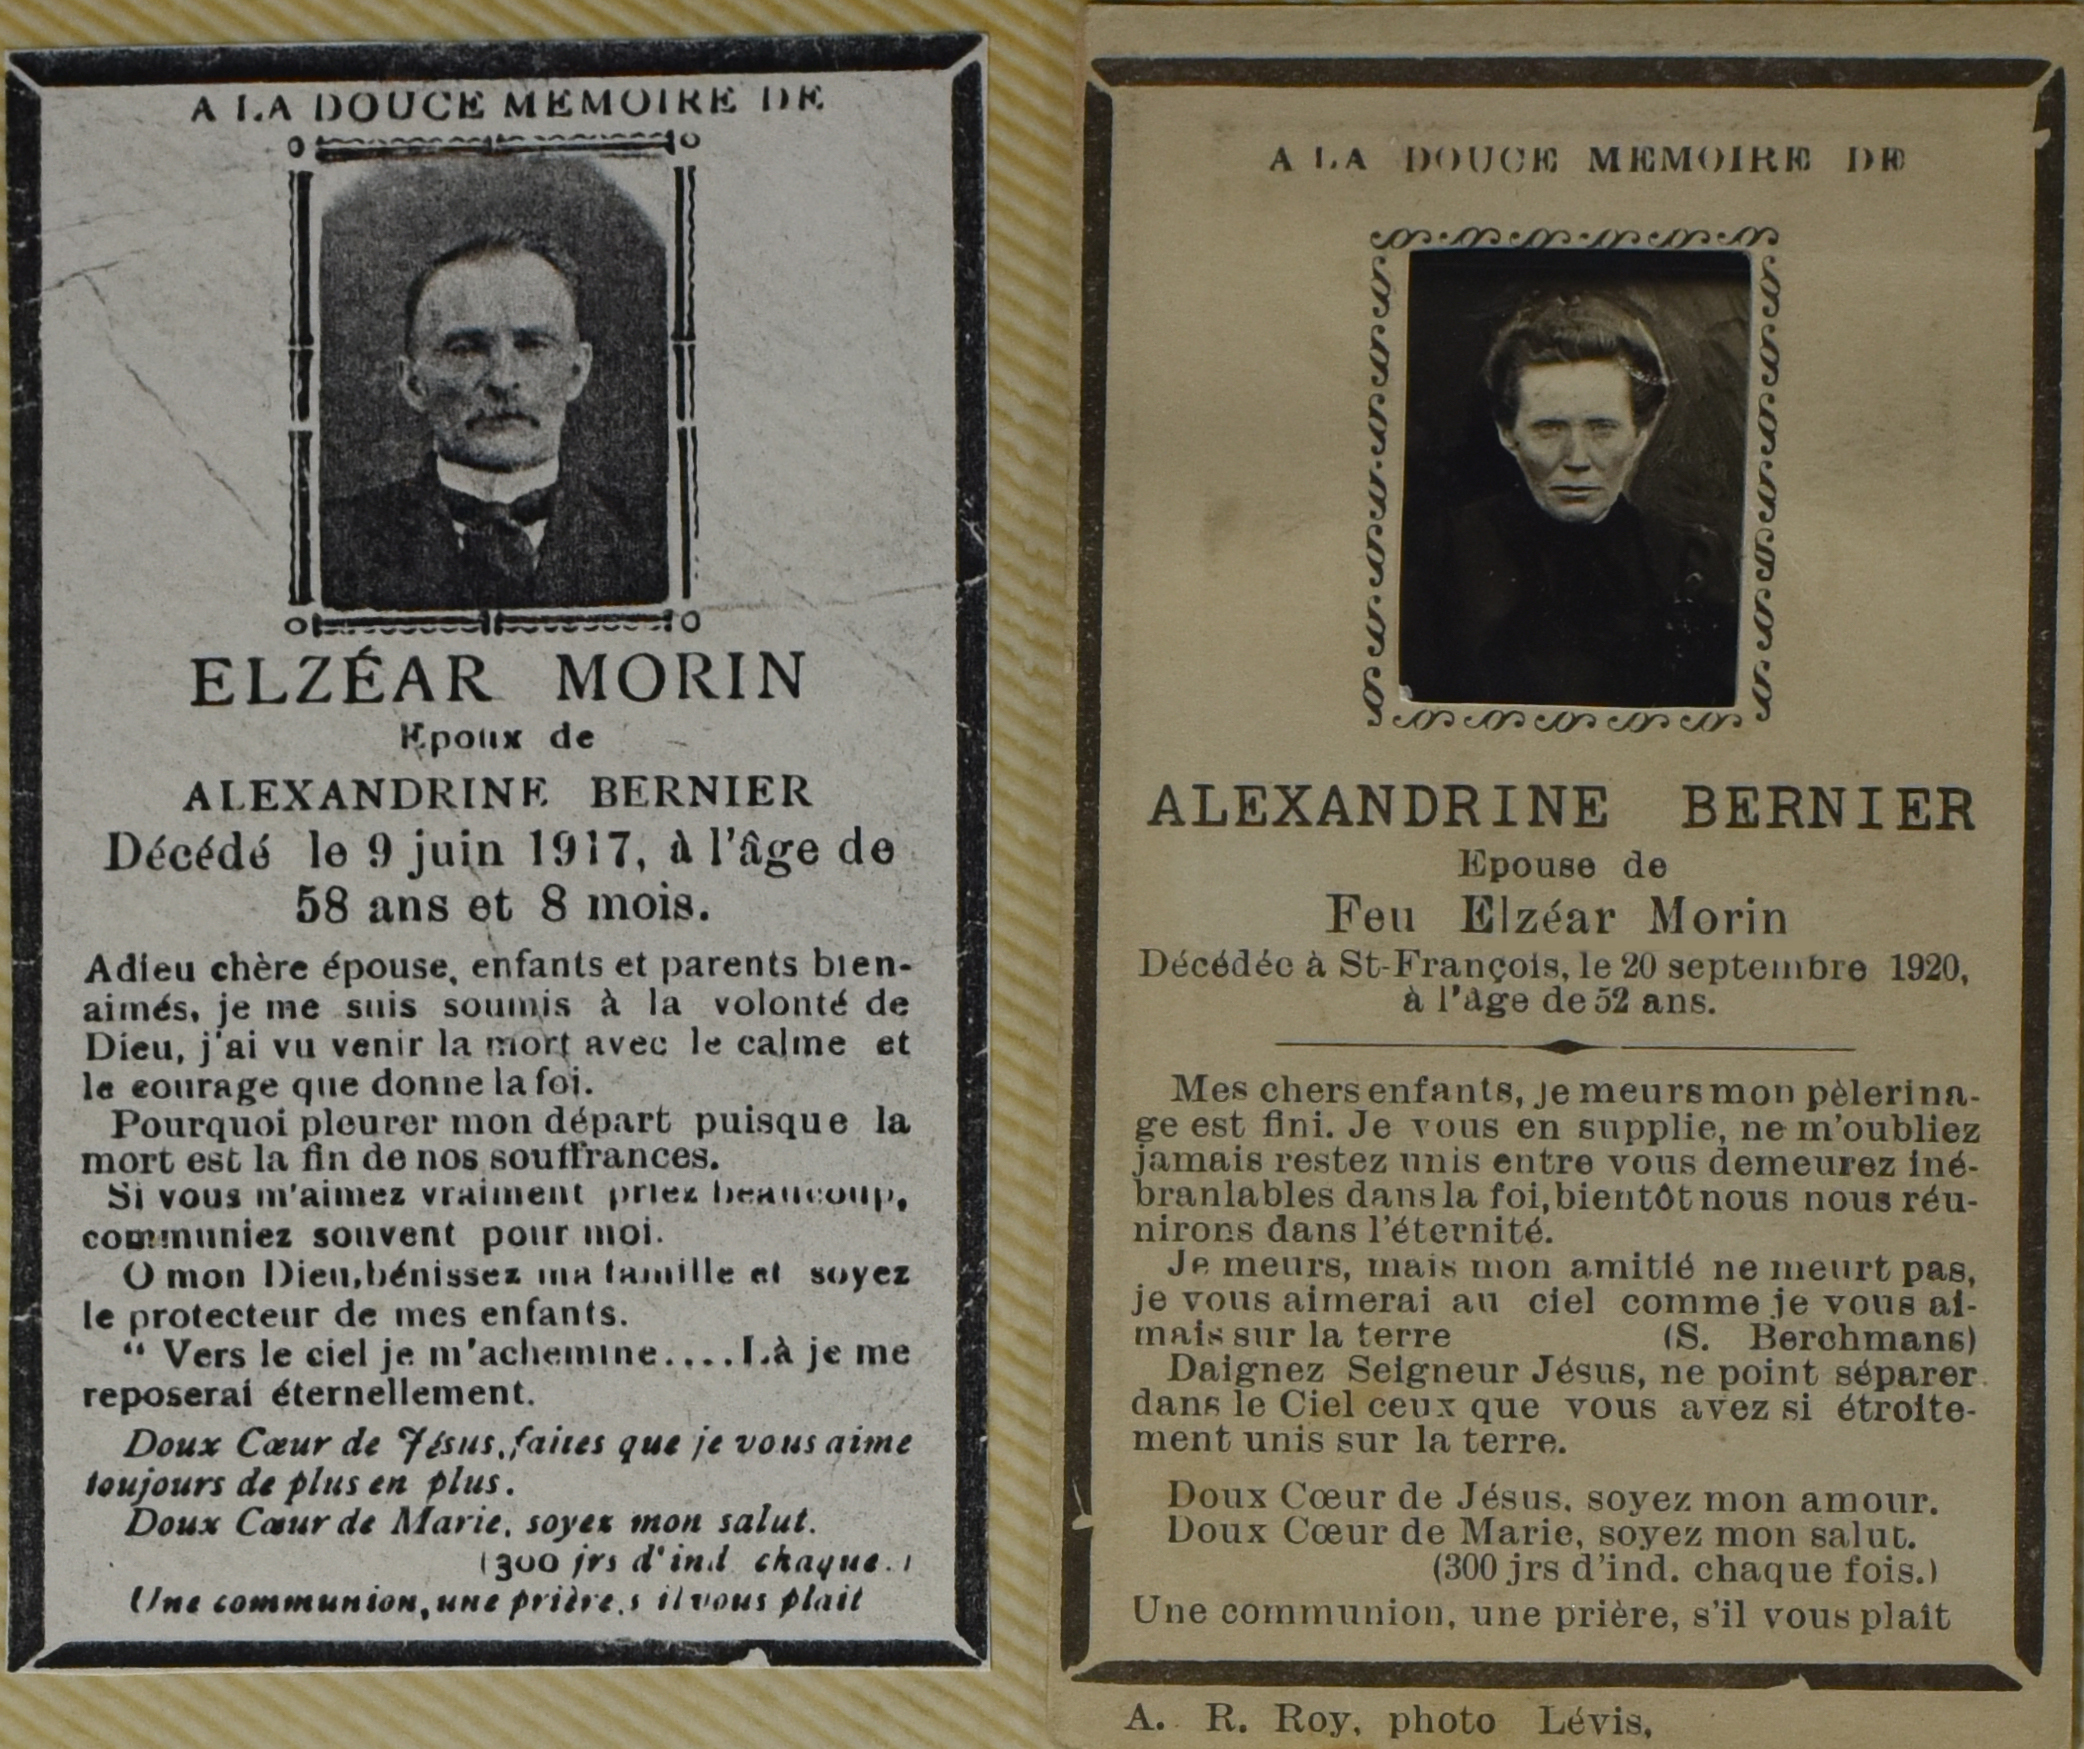 A LA DOUCE MEMOIRE DE
ELZÉAR MORIN
Epoux de
ALEXANDRINE BERNIER
Décédé le 9 juin 1917, à l'âge de
58 ans et 8 mois.
Adieu chère épouse, enfants et parents bien-
aimés, je me suis soumis à la volonté de
Dieu, j'ai vu venir la mort avec le calme et
le courage que donne la foi.
Pourquoi pleurer mon départ puisque la
mort est la fin de nos souffrances.
Si vous m'aimez vraiment priez beaucoup,
communiez souvent pour moi.
O mon Dieu, bénissez ma famille et soyez
le protecteur de mes enfants.
“ Vers le ciel je m'achemine....Là je me
reposerai éternellement.
Doux Cœur de Jésus, faites que je vous aime
toujours de plus en plus.
Doux Cœur de Marie, soyez mon salut.
(300 jrs d'ind chaque.)
Une communion, une prière, s il vous plait
A LA DOUCE MEMOIRE DE
ALEXANDRINE BERNIER
Epouse de
Feu Elzéar Morin
Décédée à St-François, le 20 septembre 1920,
à l'âge de 52 ans.
Mes chers enfants, je meurs mon pèlerina-
ge est fini. Je vous en supplie, ne m'oubliez
jamais restez unis entre vous demeurez iné-
branlables dans la foi, bientôt nous nous réu-
nirons dans l'éternité.
Je meurs, mais mon amitié ne meurt pas,
je vous aimerai au ciel comme je vous ai-
mais sur la terre (S. Berchmans)
Daignez Seigneur Jésus, ne point séparer
dans le Ciel ceux que vous avez si étroite-
ment unis sur la terre.
Doux Cœur de Jésus, soyez mon amour.
Doux Cœur de Marie, soyez mon salut.
(300 jrs d'ind. chaque fois.)
Une communion, une prière, s'il vous plaît
A. R. Roy, photo Lévis,